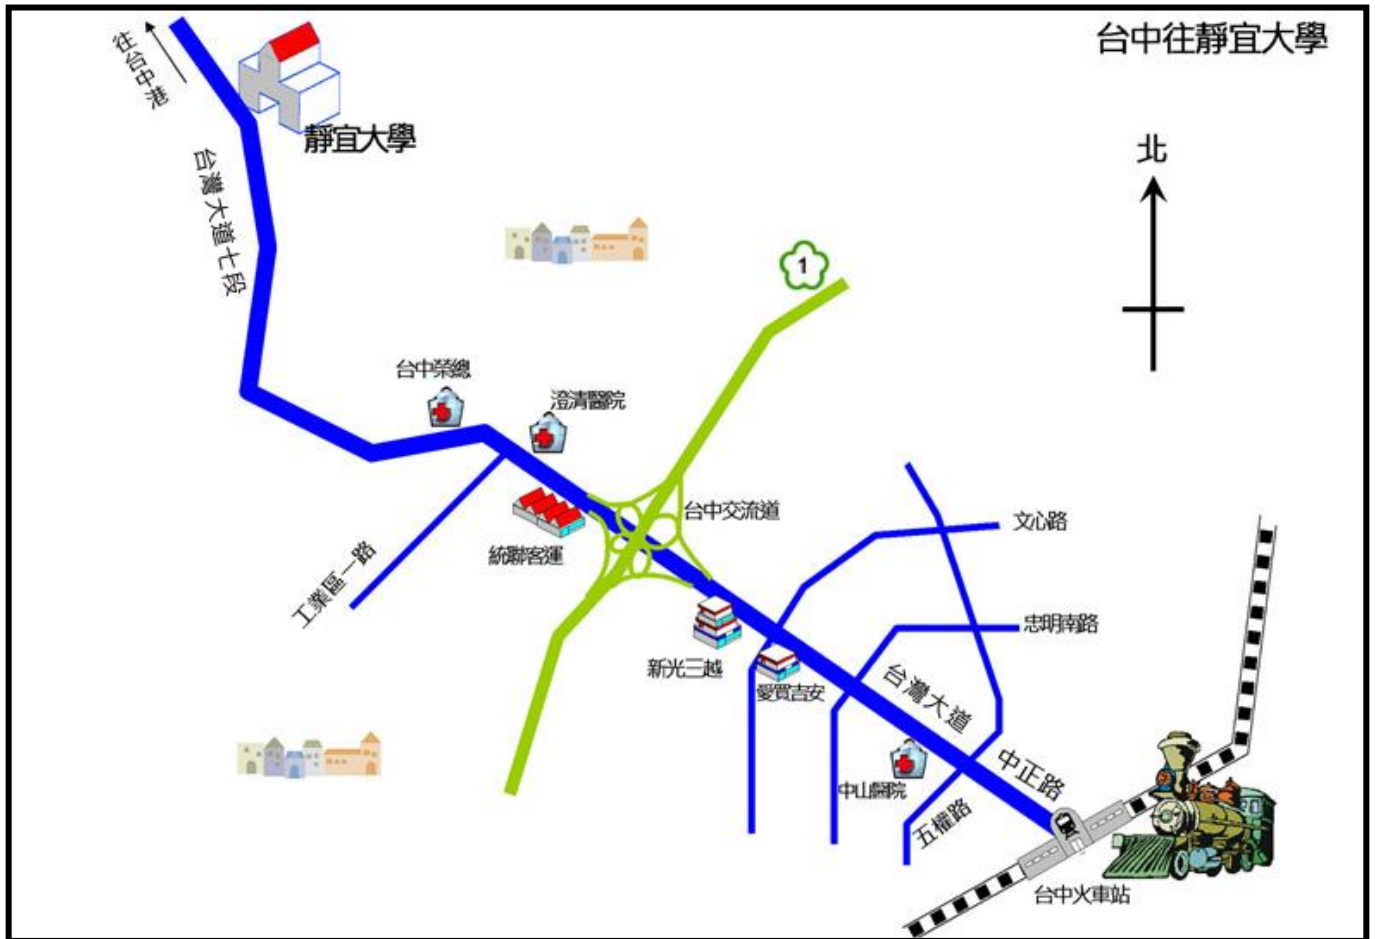 台中往靜宜大學
往台中港
靜宜大學
北
台灣大道七段
1
台中榮總
澄清醫院
台中交流道
文心路
統聯客運
工業區一路
忠明南路
新光三越
愛買吉安
台灣大道
中正路
中山醫院
五權路
台中火車站